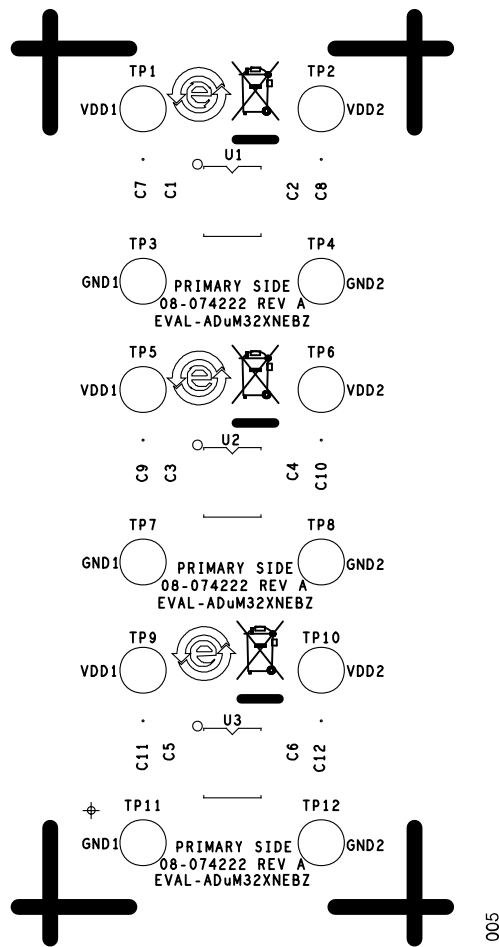 TP1 TP2
VDD1 VDD2
U1
C7 C1 C2 C8
TP3 TP4
GND1 GND2
PRIMARY SIDE
08-074222 REV A
EVAL-ADuM32XNEBZ
TP5 TP6
VDD1 VDD2
U2
C9 C3 C4 C10
TP7 TP8
GND1 GND2
PRIMARY SIDE
08-074222 REV A
EVAL-ADuM32XNEBZ
TP9 TP10
VDD1 VDD2
U3
C11 C5 C6 C12
TP11 TP12
GND1 GND2
PRIMARY SIDE
08-074222 REV A
EVAL-ADuM32XNEBZ
005